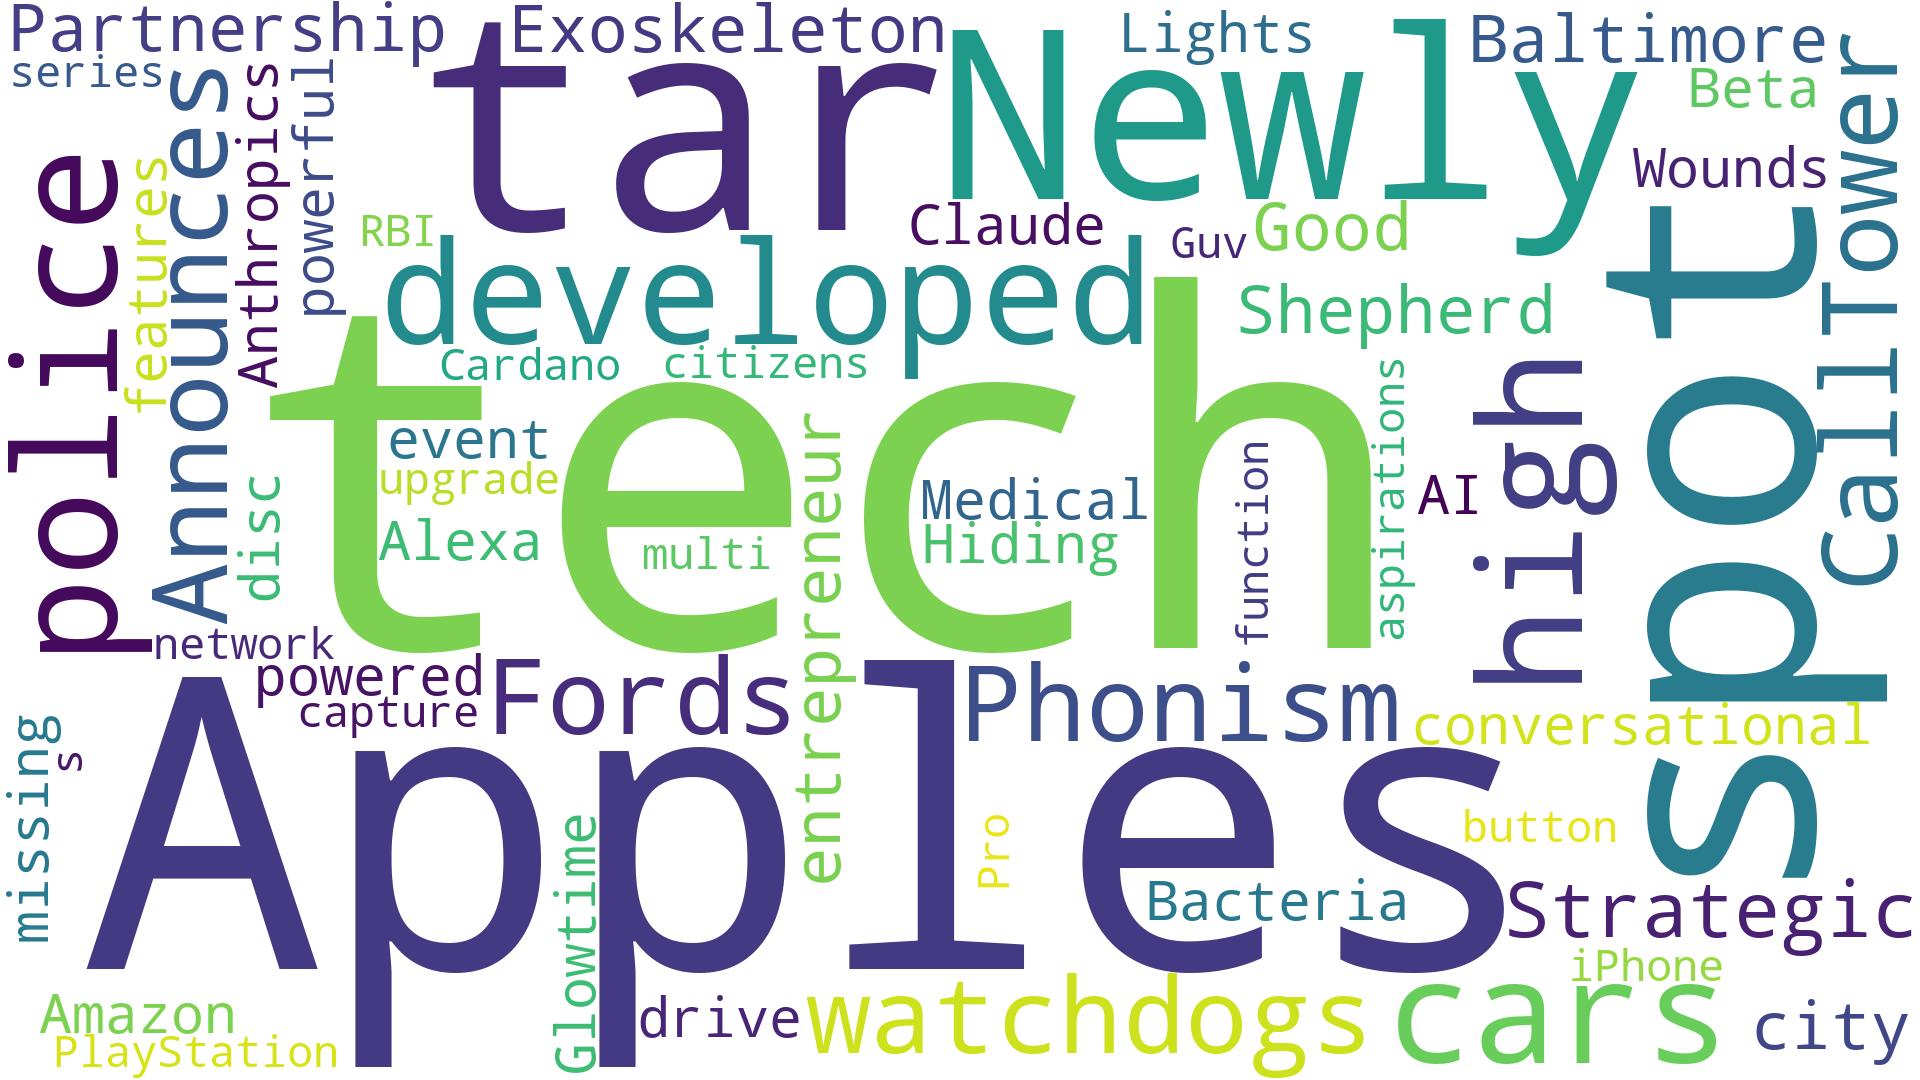 Partnership
Exoskeleton
Lights
Baltimore
series
tar
Newly
Beta
police
features
Announces
Anthropics
powerful
Wounds
CallTower
RBI
Claude
Guv
Good
spot
developed
Shepherd
Cardano
citizens
tech
high
aspirations
event
upgrade
entrepreneur
Medical
function
AI
disc
Alexa
multi
Hiding
network
powered
capture
Fords
Phonism
conversational
missing
s
Apples
Glowtime
Pro
button
Bacteria
Strategic
iPhone
Amazon
drive
watchdogs
cars
city
PlayStation